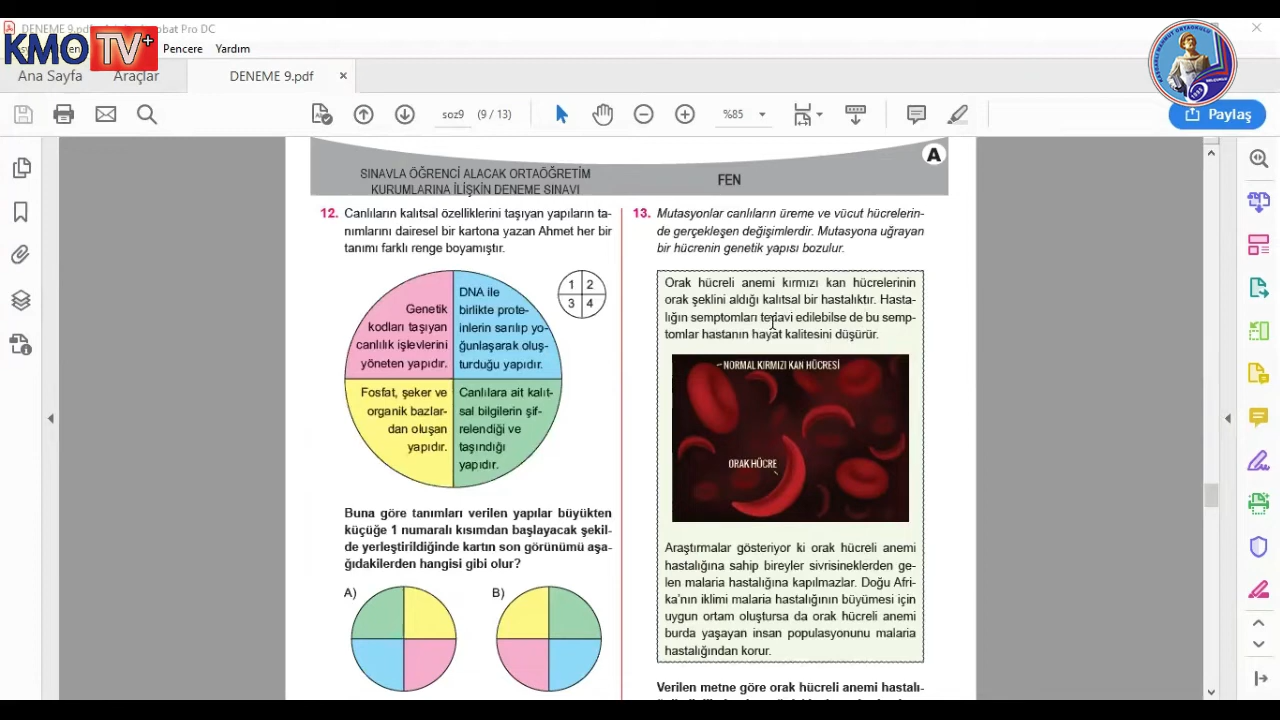 DENEME 9.pdf
obat Pro DC
KMO TV+
Pencere Yardım
Ana Sayfa Araçlar DENEME 9.pdf ×
soz9 (9 / 13) %85 Paylaş
A
SINAVLA ÖĞRENCİ ALACAK ORTAÖĞRETİM
KURUMLARINA İLİŞKİN DENEME SINAVI
FEN
12. Canlıların kalıtsal özelliklerini taşıyan yapıların ta-
nımlarını dairesel bir kartona yazan Ahmet her bir
tanımı farklı renge boyamıştır.
Genetik
kodları taşıyan
canlılık işlevlerini
yöneten yapıdır.
DNA ile
birlikte prote-
inlerin sarılıp yo-
ğunlaşarak oluş-
turduğu yapıdır.
Fosfat, şeker ve
organik bazlar-
dan oluşan
yapıdır.
Canlılara ait kalıt-
sal bilgilerin şif-
relendiği ve
taşındığı
yapıdır.
1 2
3 4
Buna göre tanımları verilen yapılar büyükten
küçüğe 1 numaralı kısımdan başlayacak şekil-
de yerleştirildiğinde kartın son görünümü aşa-
ğıdakilerden hangisi gibi olur?
A) B)
13. Mutasyonlar canlıların üreme ve vücut hücrelerin-
de gerçekleşen değişimlerdir. Mutasyona uğrayan
bir hücrenin genetik yapısı bozulur.
Orak hücreli anemi kırmızı kan hücrelerinin
orak şeklini aldığı kalıtsal bir hastalıktır. Hasta-
lığın semptomları tedavi edilebilse de bu semp-
tomlar hastanın hayat kalitesini düşürür.
NORMAL KIRMIZI KAN HÜCRESİ
ORAK HÜCRE
Araştırmalar gösteriyor ki orak hücreli anemi
hastalığına sahip bireyler sivrisineklerden ge-
len malaria hastalığına kapılmazlar. Doğu Afri-
ka’nın iklimi malaria hastalığının büyümesi için
uygun ortam oluştursa da orak hücreli anemi
burda yaşayan insan populasyonunu malaria
hastalığından korur.
Verilen metne göre orak hücreli anemi hastalı-